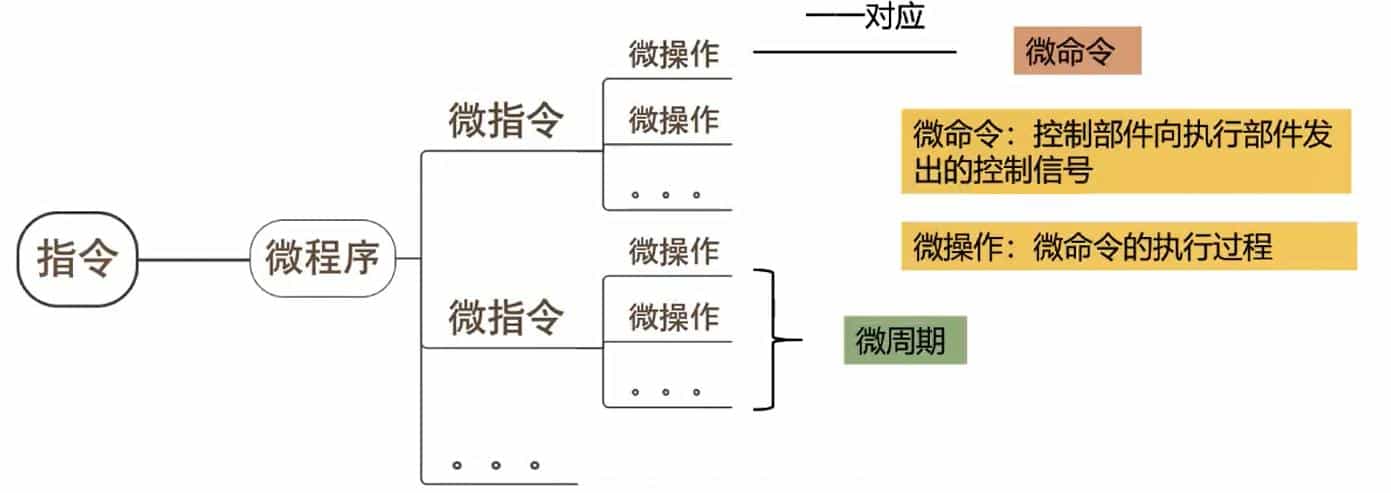 一一对应
微操作
微命令
微指令
微操作
微命令：控制部件向执行部件发
出的控制信号
。。。
指令
微程序
微操作
微操作：微命令的执行过程
微指令
微操作
微周期
。。。
。。。